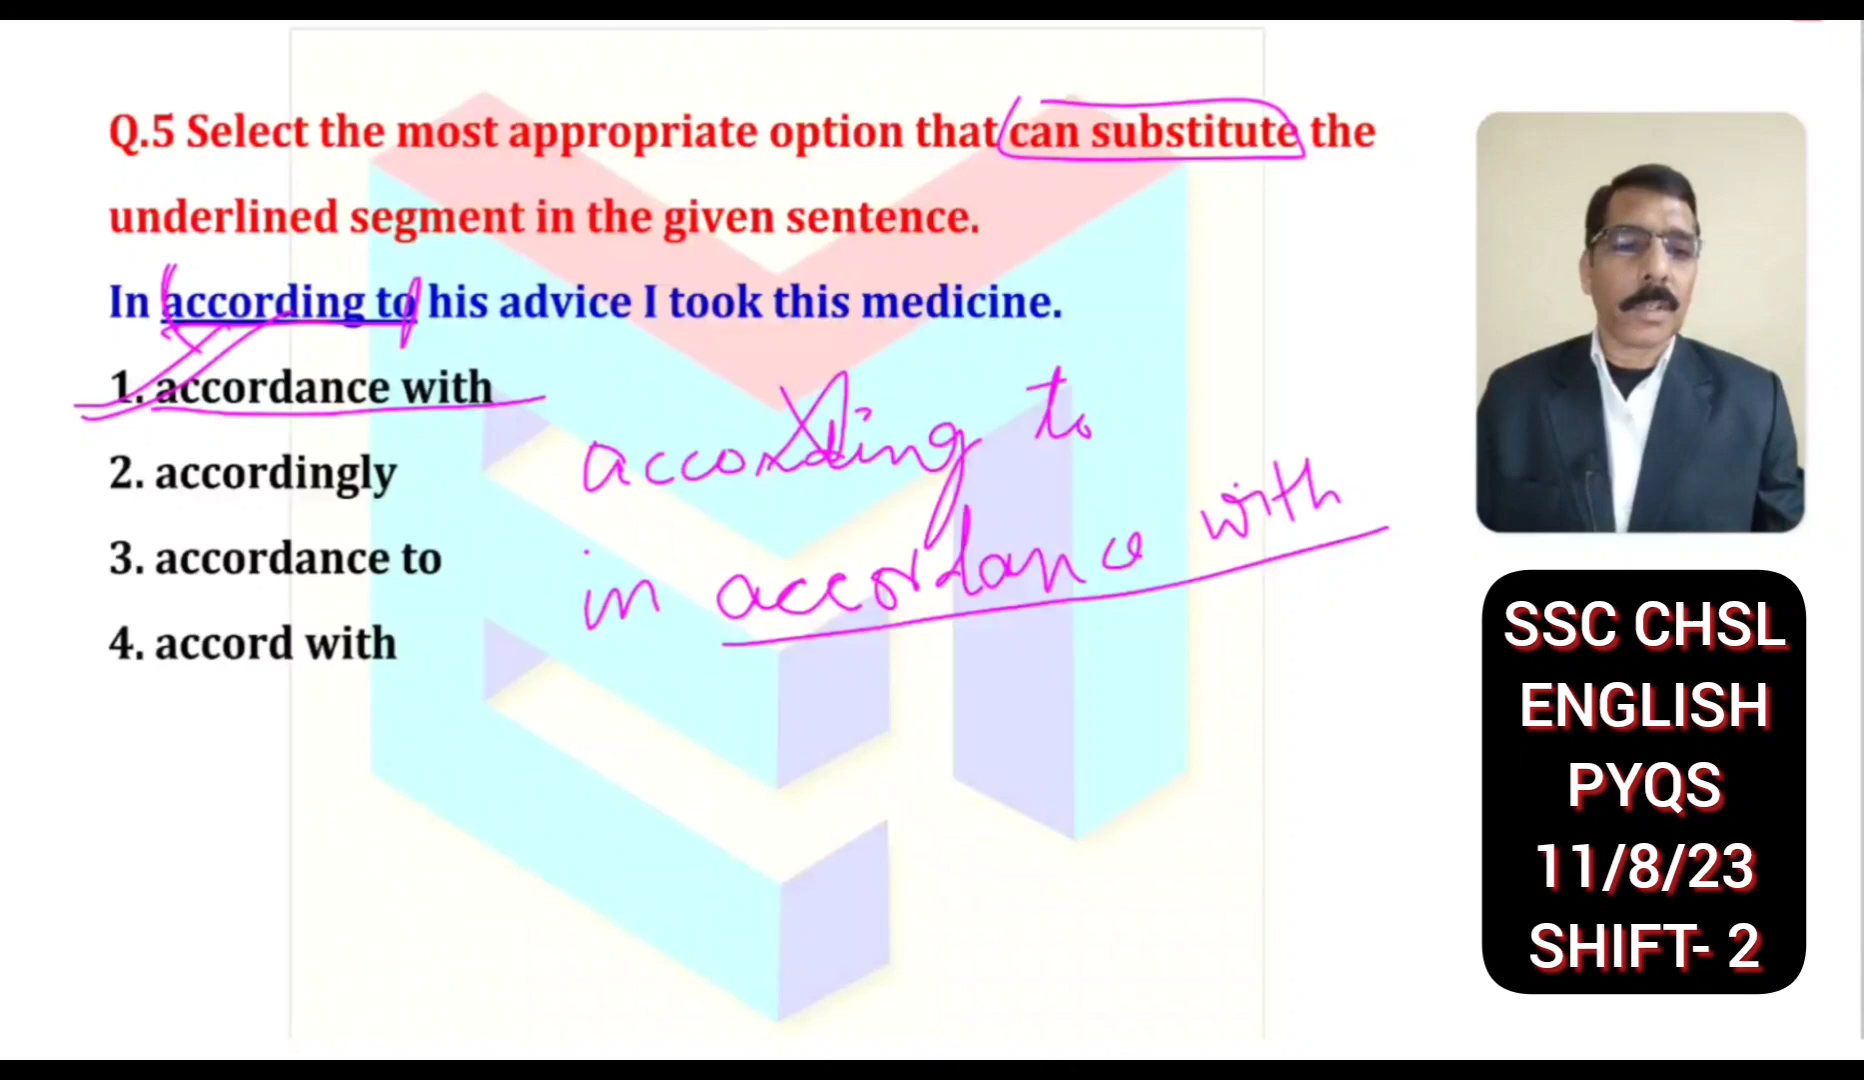 Q.5 Select the most appropriate option that can substitute the
underlined segment in the given sentence.
In according to his advice I took this medicine.
1. accordance with
2. accordingly
3. accordance to
4. accord with
according to
in accordance with
SSC CHSL
ENGLISH
PYQS
11/8/23
SHIFT- 2